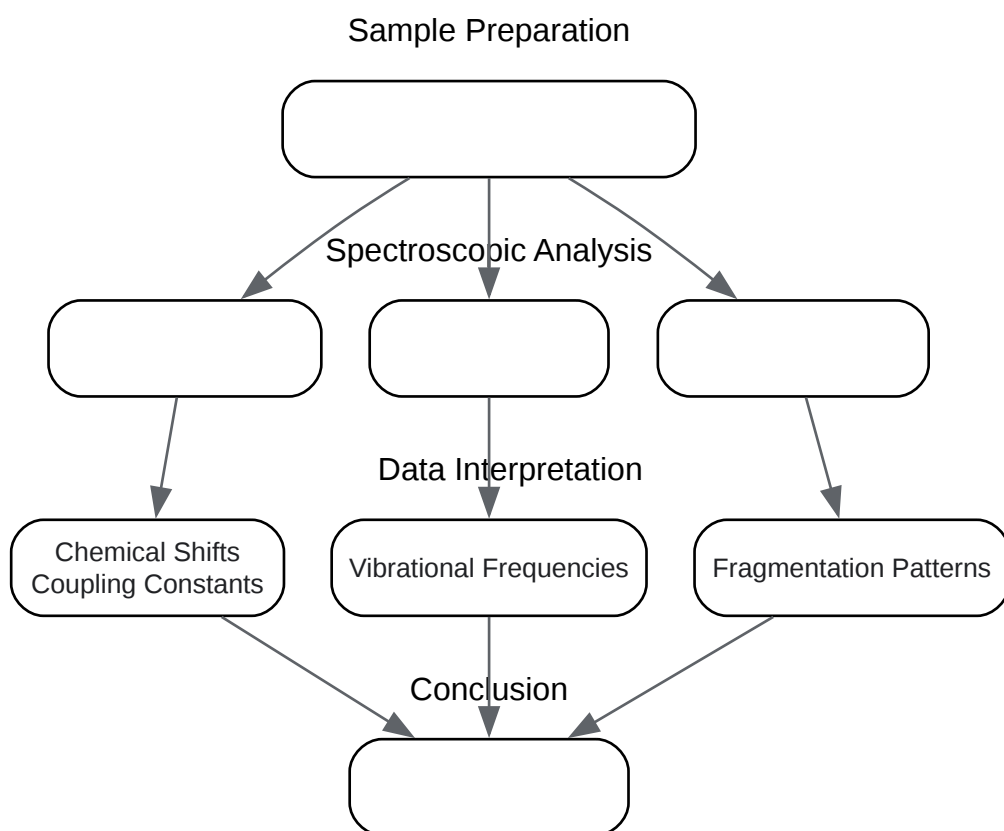 Sample Preparation
Spectroscopic Analysis
Data Interpretation
Chemical Shifts
Coupling Constants
Vibrational Frequencies
Fragmentation Patterns
Conclusion